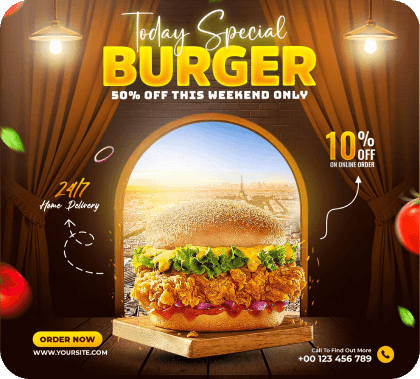 Today Special
BURGER
50% OFF THIS WEEKEND ONLY
10%
OFF
ON ONLINE ORDER
24/7
Home Delivery
ORDER NOW
WWW.YOURSITE.COM
Call To Find Out More
+00 123 456 789